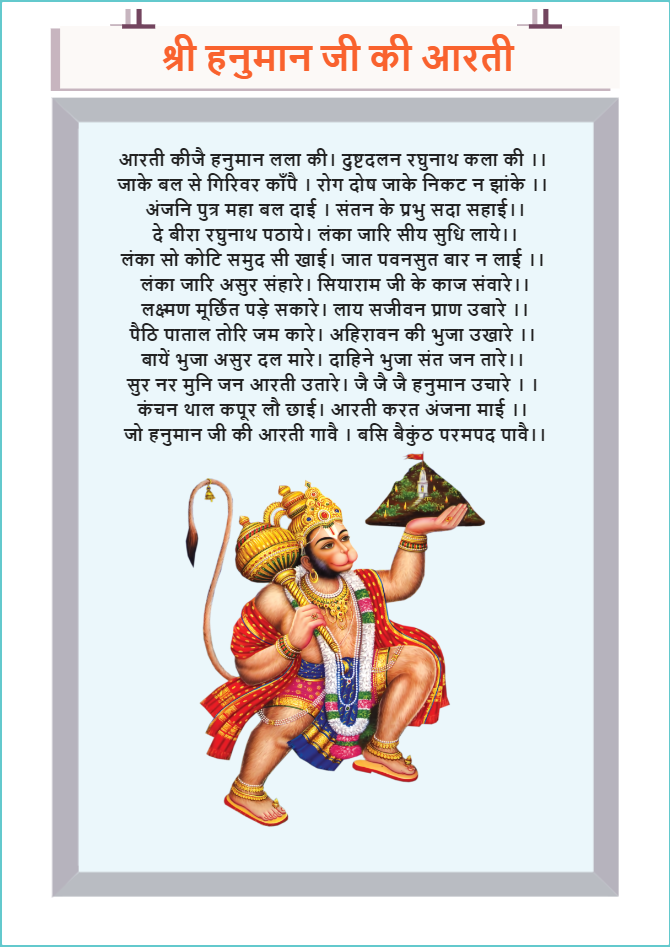 श्री हनुमान जी की आरती
आरती कीजै हनुमान लला की। दुष्टदलन रघुनाथ कला की ।।
जाके बल से गिरिवर काँपै । रोग दोष जाके निकट न झांके ।।
अंजनि पुत्र महा बल दाई । संतन के प्रभु सदा सहाई।।
दे बीरा रघुनाथ पठाये। लंका जारि सीय सुधि लाये।।
लंका सो कोटि समुद सी खाई। जात पवनसुत बार न लाई ।।
लंका जारि असुर संहारे। सियाराम जी के काज संवारे।।
लक्ष्मण मूर्छित पड़े सकारे। लाय सजीवन प्राण उबारे ।।
पैठि पाताल तोरि जम कारे। अहिरावन की भुजा उखारे ।।
बायें भुजा असुर दल मारे। दाहिने भुजा संत जन तारे।।
सुर नर मुनि जन आरती उतारे। जै जै जै हनुमान उचारे । ।
कंचन थाल कपूर लौ छाई। आरती करत अंजना माई ।।
जो हनुमान जी की आरती गावै । बसि बैकुंठ परमपद पावै।।